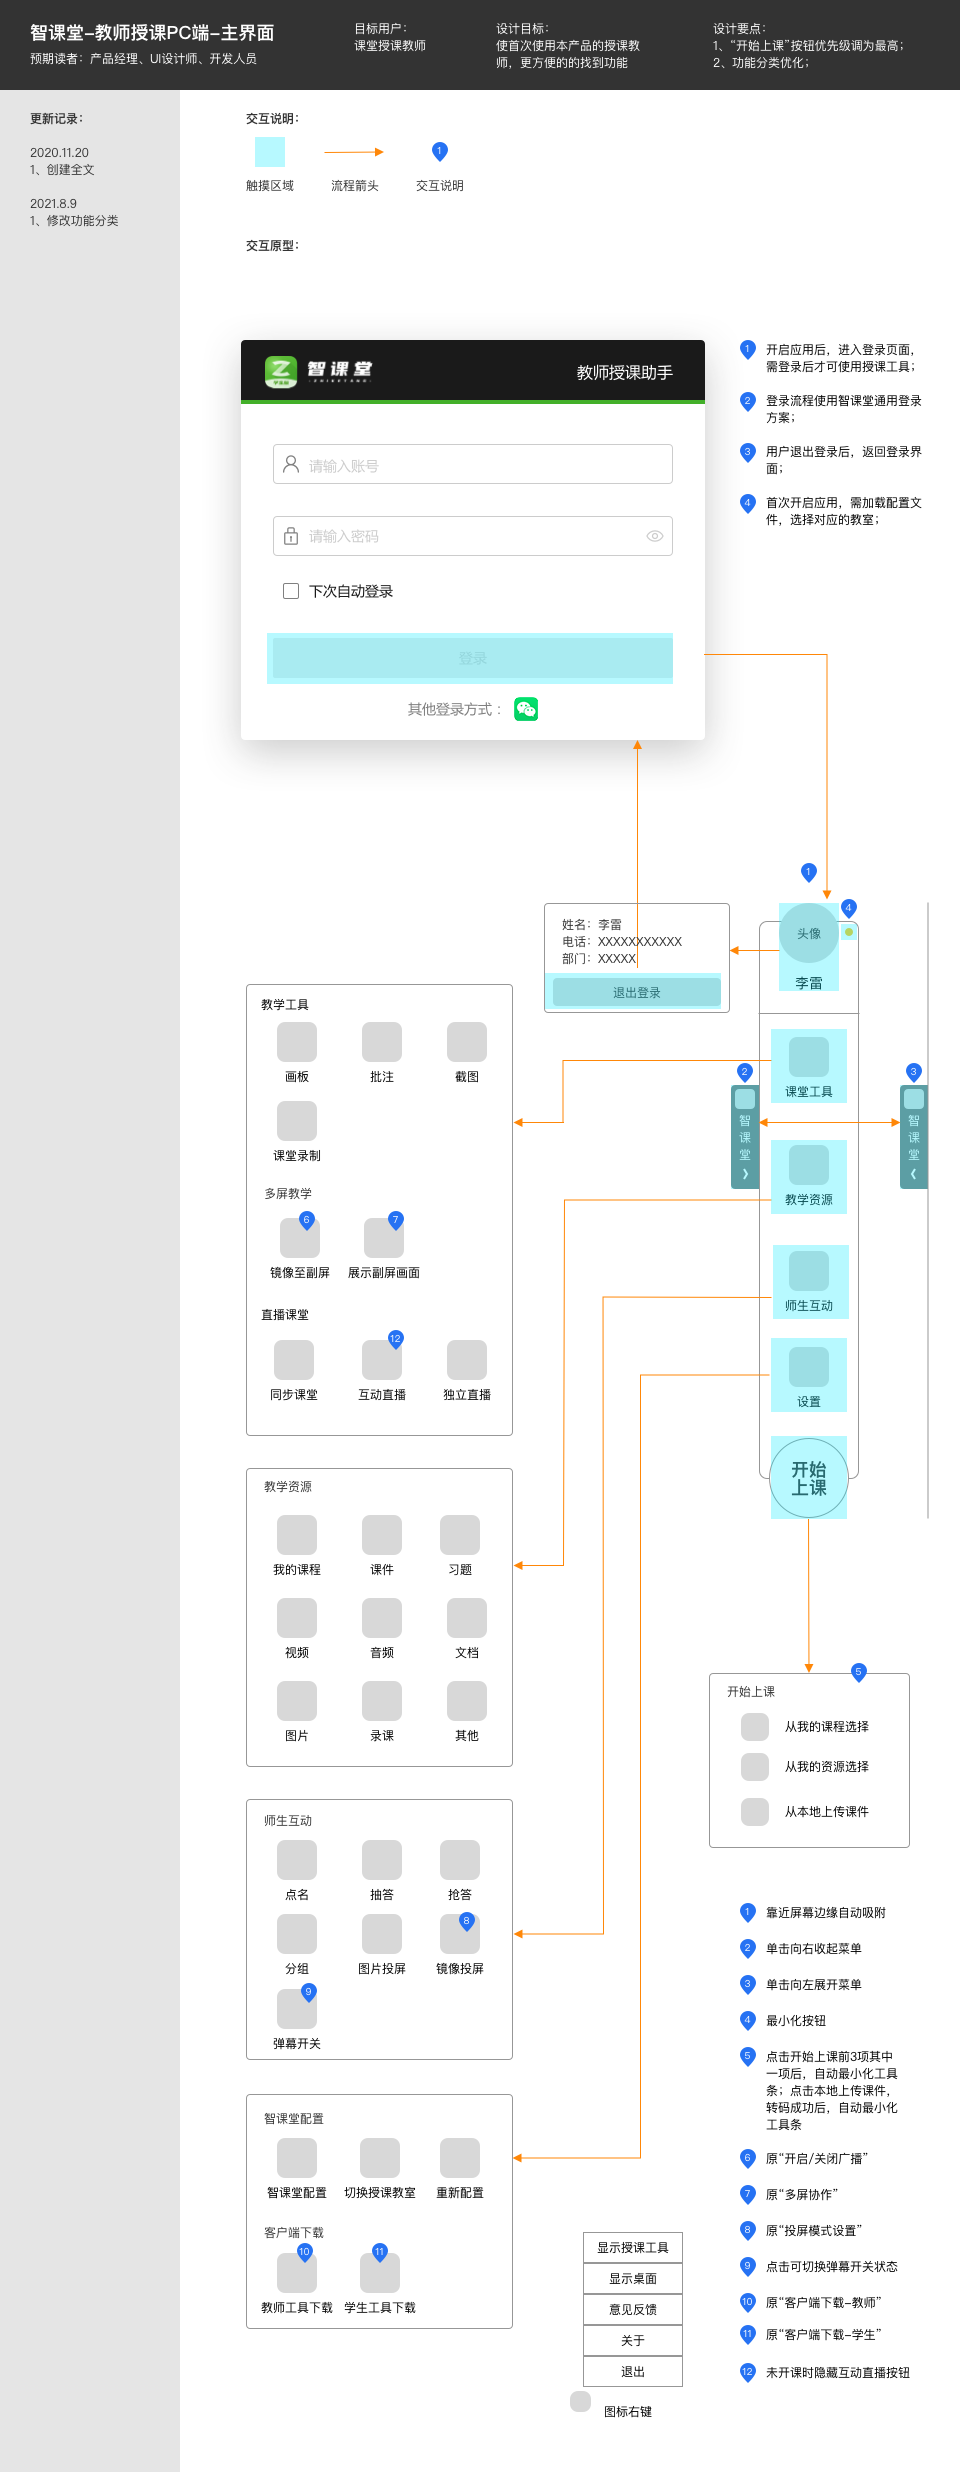 智课堂-教师授课PC端-主界面
预期读者：产品经理、UI设计师、开发人员
目标用户：
课堂授课教师
设计目标：
使首次使用本产品的授课教
师，更方便的的找到功能
设计要点：
1、“开始上课”按钮优先级调为最高；
2、功能分类优化；
更新记录：
2020.11.20
1、创建全文
2021.8.9
1、修改功能分类
交互说明：
1
触摸区域
流程箭头
交互说明
交互原型：
智课堂
ZHIKETANG
教师授课助手
请输入账号
请输入密码
下次自动登录
登录
其他登录方式：
1
开启应用后，进入登录页面，
需登录后才可使用授课工具；
2
登录流程使用智课堂通用登录
方案；
3
用户退出登录后，返回登录界
面；
4
首次开启应用，需加载配置文
件，选择对应的教室；
姓名：李雷
电话：XXXXXXXXXXX
部门：XXXXX
退出登录
1
4
头像
李雷
课堂工具
2
智
课
堂
3
智
课
堂
教学资源
师生互动
设置
开始
上课
教学工具
画板
批注
截图
课堂录制
多屏教学
6
7
镜像至副屏
展示副屏画面
直播课堂
12
同步课堂
互动直播
独立直播
教学资源
我的课程
课件
习题
视频
音频
文档
图片
录课
其他
5
开始上课
从我的课程选择
从我的资源选择
从本地上传课件
师生互动
点名
抽答
抢答
8
分组
图片投屏
镜像投屏
9
弹幕开关
智课堂配置
智课堂配置
切换授课教室
重新配置
客户端下载
10
11
教师工具下载
学生工具下载
显示授课工具
显示桌面
意见反馈
关于
退出
图标右键
1
靠近屏幕边缘自动吸附
2
单击向右收起菜单
3
单击向左展开菜单
4
最小化按钮
5
点击开始上课前3项其中
一项后，自动最小化工具
条；点击本地上传课件，
转码成功后，自动最小化
工具条
6
原“开启/关闭广播”
7
原“多屏协作”
8
原“投屏模式设置”
9
点击可切换弹幕开关状态
10
原“客户端下载-教师”
11
原“客户端下载-学生”
12
未开课时隐藏互动直播按钮